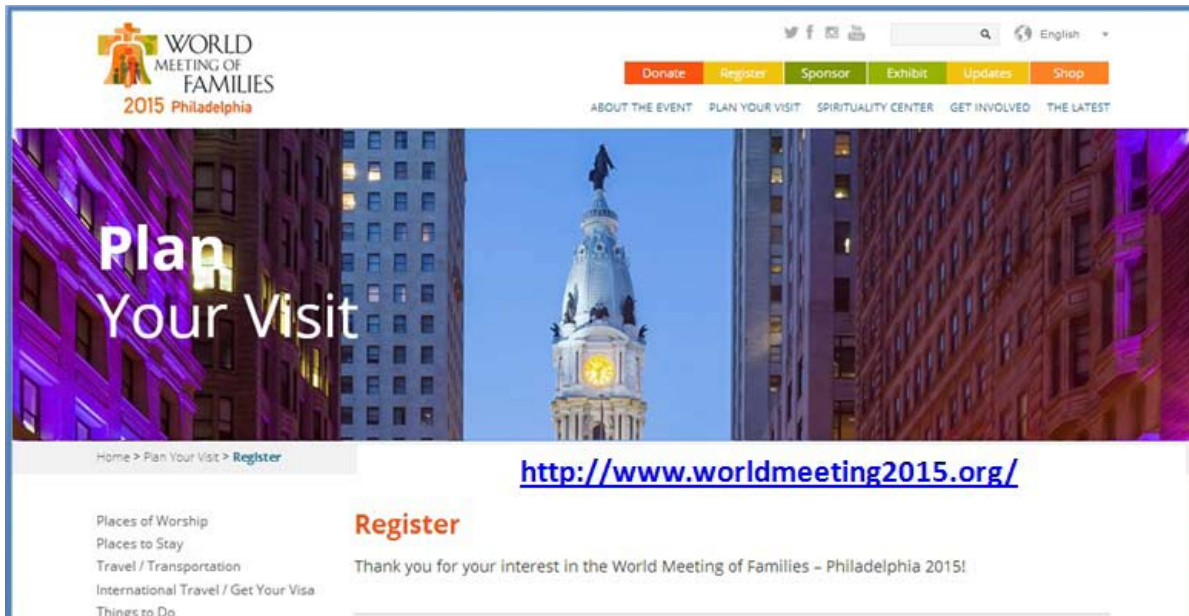 WORLD
MEETING OF
FAMILIES
2015 Philadelphia
You Tube
English
Donate Register Sponsor Exhibit Updates Shop
ABOUT THE EVENT PLAN YOUR VISIT SPIRITUALITY CENTER GET INVOLVED THE LATEST
Plan
Your Visit
Home > Plan Your Visit > Register
http://www.worldmeeting2015.org/
Places of Worship
Places to Stay
Travel / Transportation
International Travel / Get Your Visa
Things to Do
Register
Thank you for your interest in the World Meeting of Families – Philadelphia 2015!